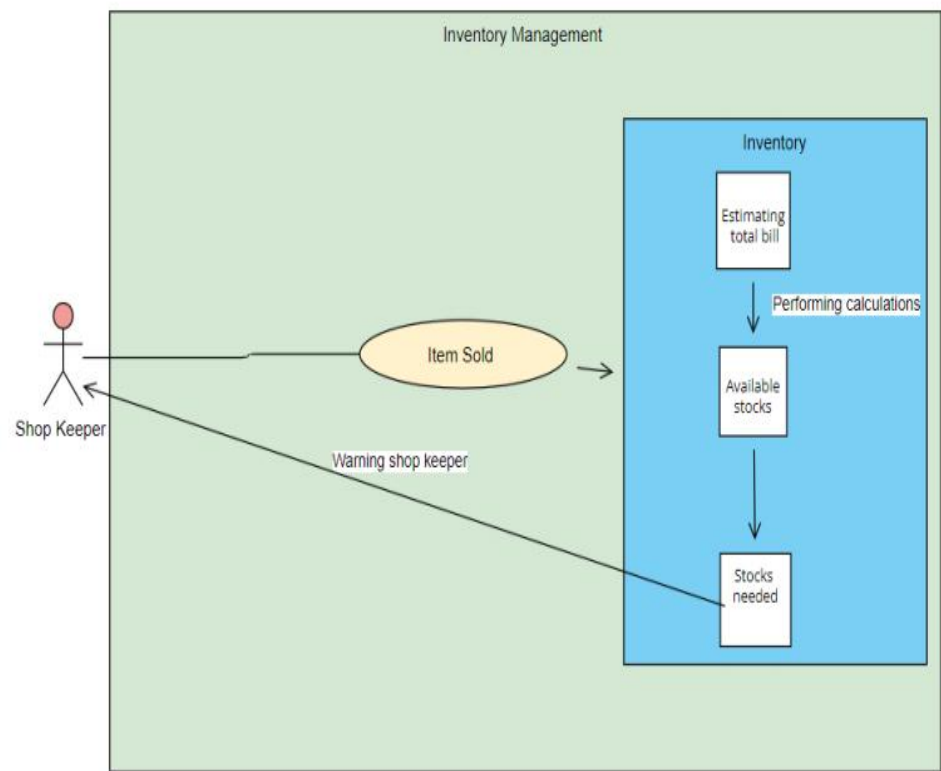 Inventory Management
Inventory
Estimating
total bill
Performing calculations
Item Sold
Available
stocks
Shop Keeper
Warning shop keeper
Stocks
needed